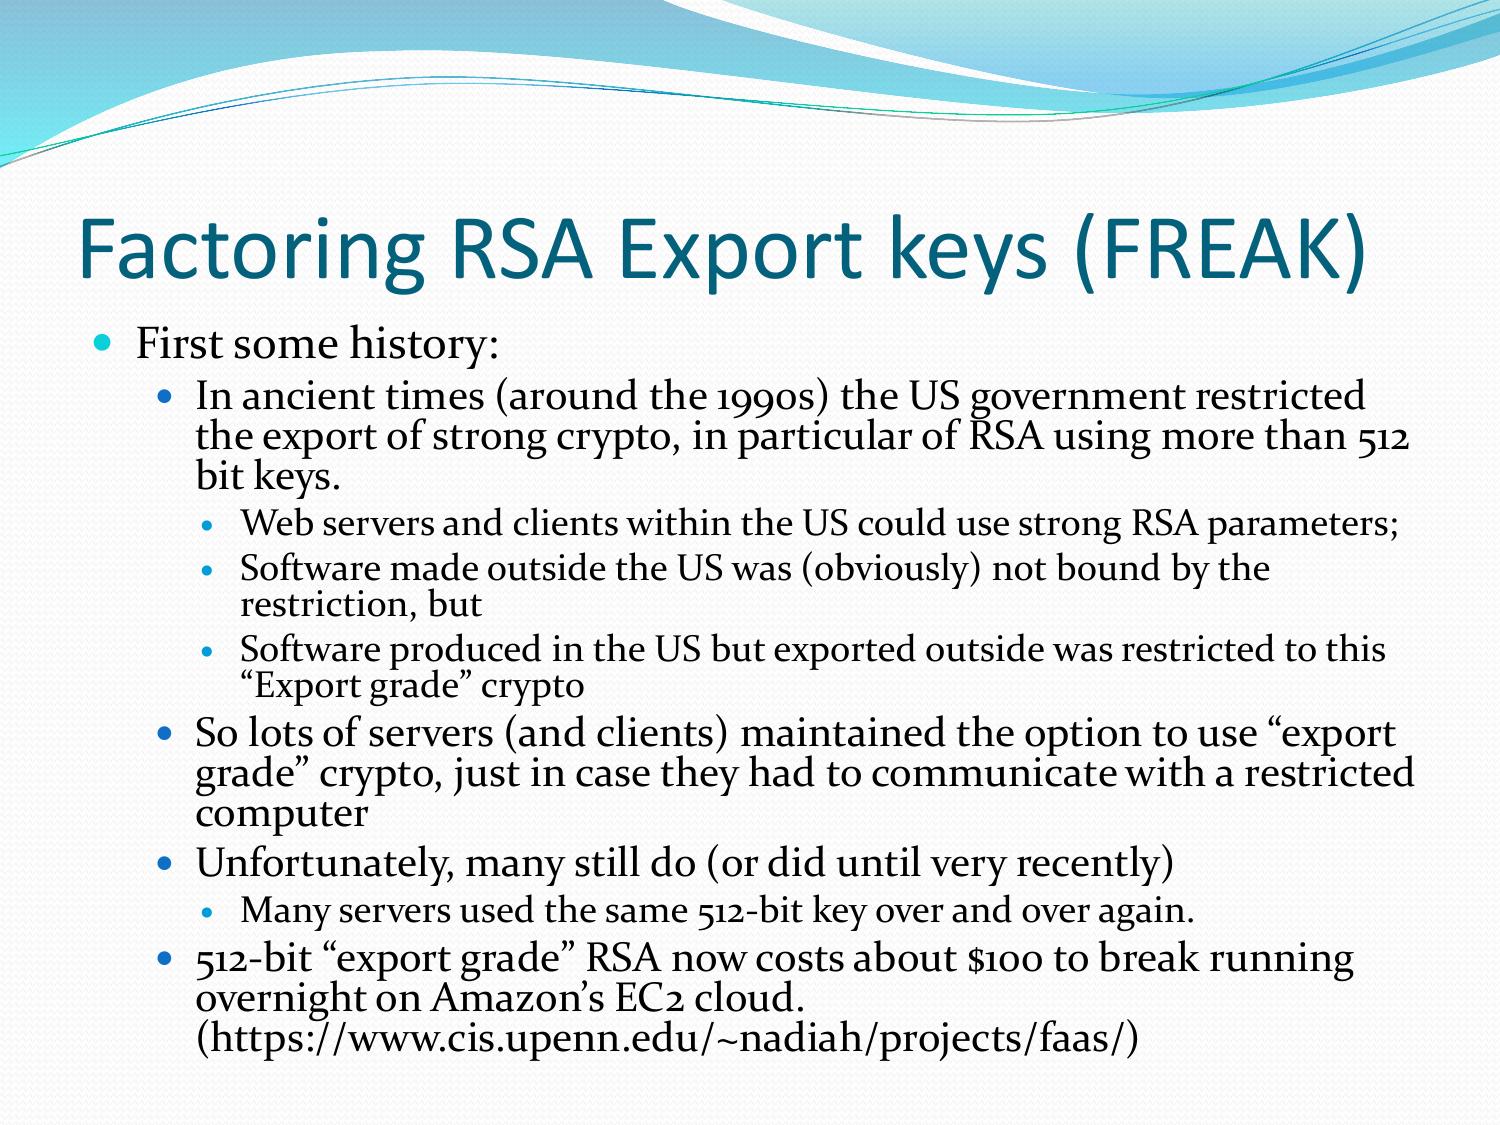 Factoring RSA Export keys (FREAK)
• First some history:
• In ancient times (around the 1990s) the US government restricted
the export of strong crypto, in particular of RSA using more than 512
bit keys.
• Web servers and clients within the US could use strong RSA parameters;
• Software made outside the US was (obviously) not bound by the
restriction, but
• Software produced in the US but exported outside was restricted to this
“Export grade” crypto
• So lots of servers (and clients) maintained the option to use “export
grade” crypto, just in case they had to communicate with a restricted
computer
• Unfortunately, many still do (or did until very recently)
• Many servers used the same 512-bit key over and over again.
• 512-bit “export grade” RSA now costs about $100 to break running
overnight on Amazon’s EC2 cloud.
(https://www.cis.upenn.edu/~nadiah/projects/faas/)